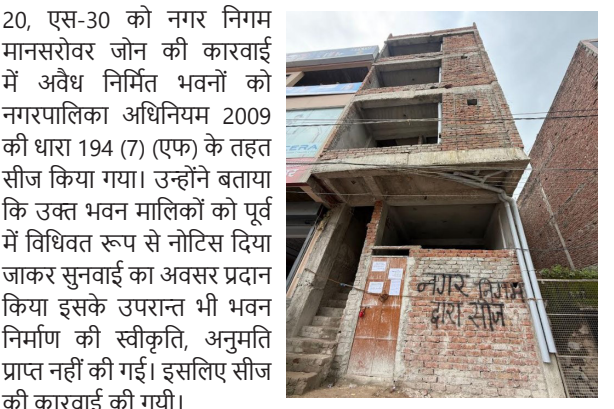 20, एस-30 को नगर निगम
मानसरोवर जोन की कारवाई
में अवैध निर्मित भवनों को
नगरपालिका अधिनियम 2009
की धारा 194 (7) (एफ) के तहत
सीज किया गया। उन्होंने बताया
कि उक्त भवन मालिकों को पूर्व
में विधिवत रूप से नोटिस दिया
जाकर सुनवाई का अवसर प्रदान
किया इसके उपरान्त भी भवन
निर्माण की स्वीकृति, अनुमति
प्राप्त नहीं की गई। इसलिए सीज
की कारवाई की गयी।
नगर निगम
द्वारा सीज